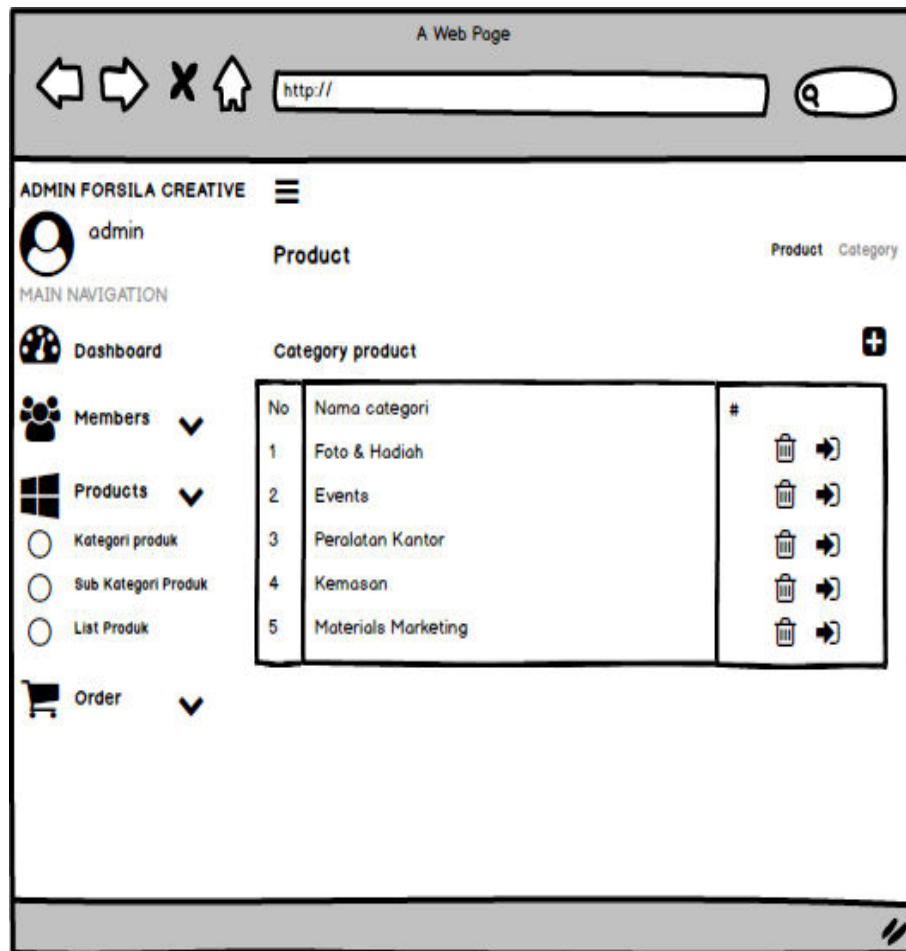 A Web Page
http://
ADMIN FORSILA CREATIVE
admin
MAIN NAVIGATION
Dashboard
Members
Products
Kategori produk
Sub Kategori Produk
List Produk
Order
Product
Product Category
Category product
No Nama categori #
1 Foto & Hadiah
2 Events
3 Peralatan Kantor
4 Kemasan
5 Materials Marketing